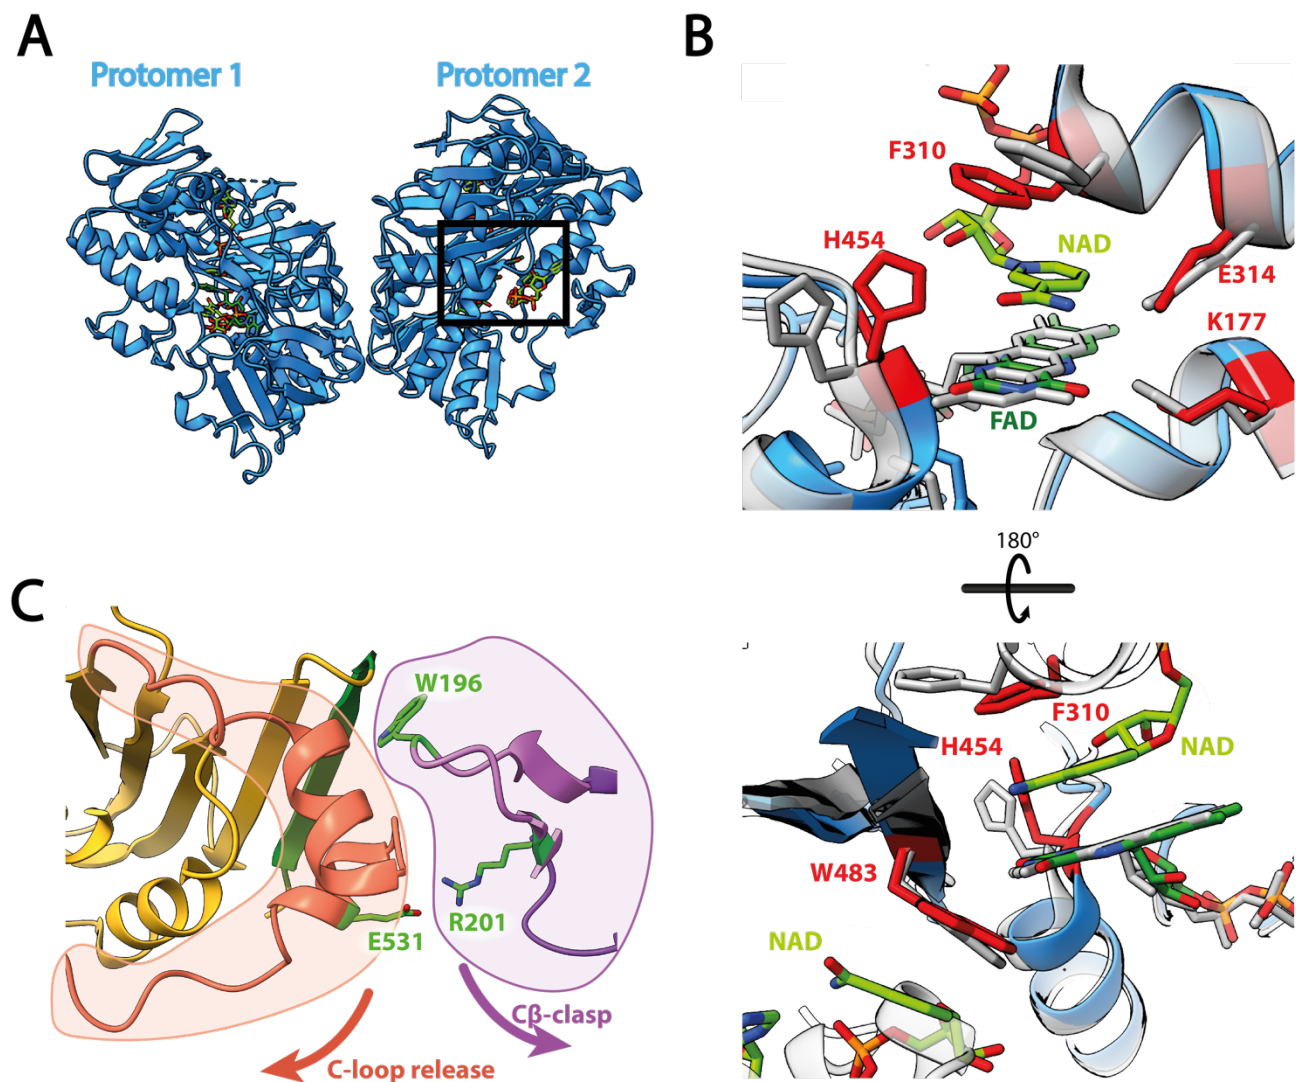 A
Protomer 1
Protomer 2
B
F310
H454
NAD
E314
K177
FAD
180°
C
W196
R201
E531
Cβ-clasp
C-loop release
F310
H454
NAD
W483
NAD